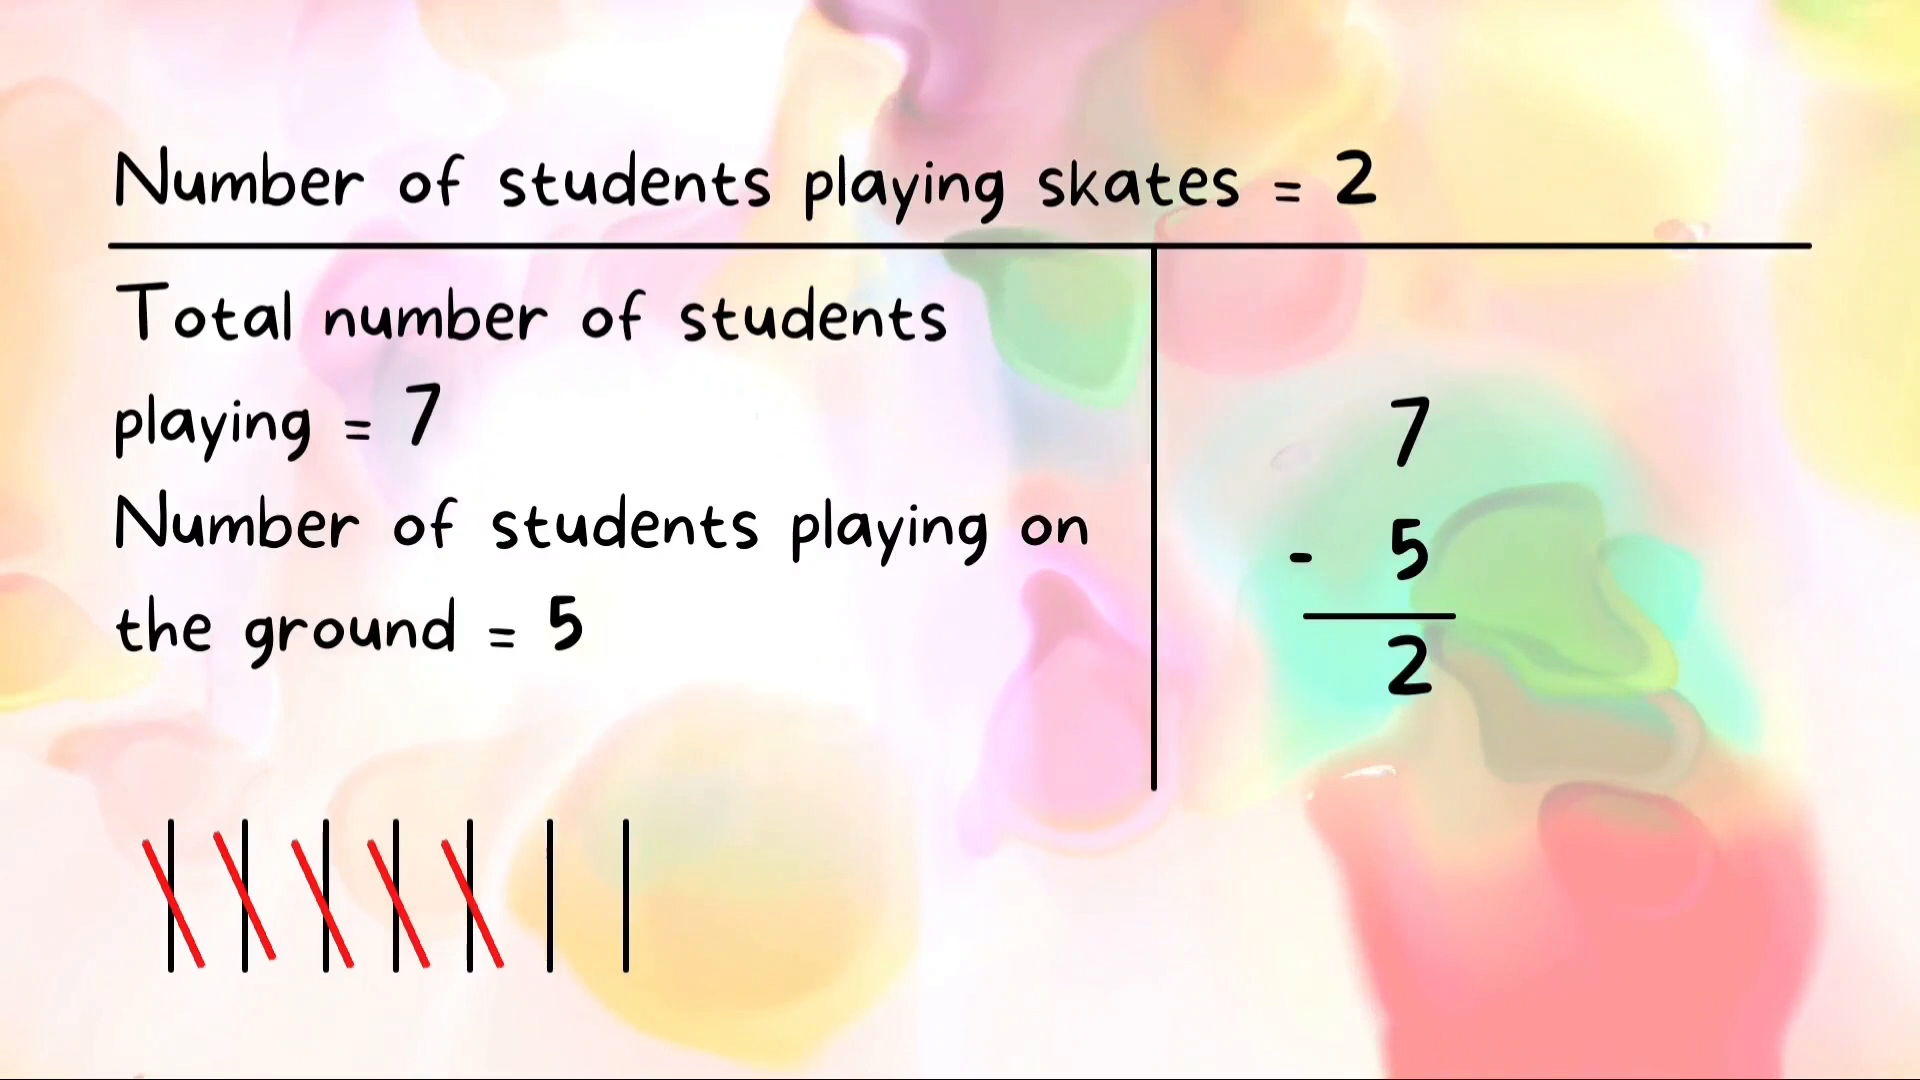 Number of students playing skates = 2
Total number of students
playing = 7
Number of students playing on
the ground = 5
7
- 5
2